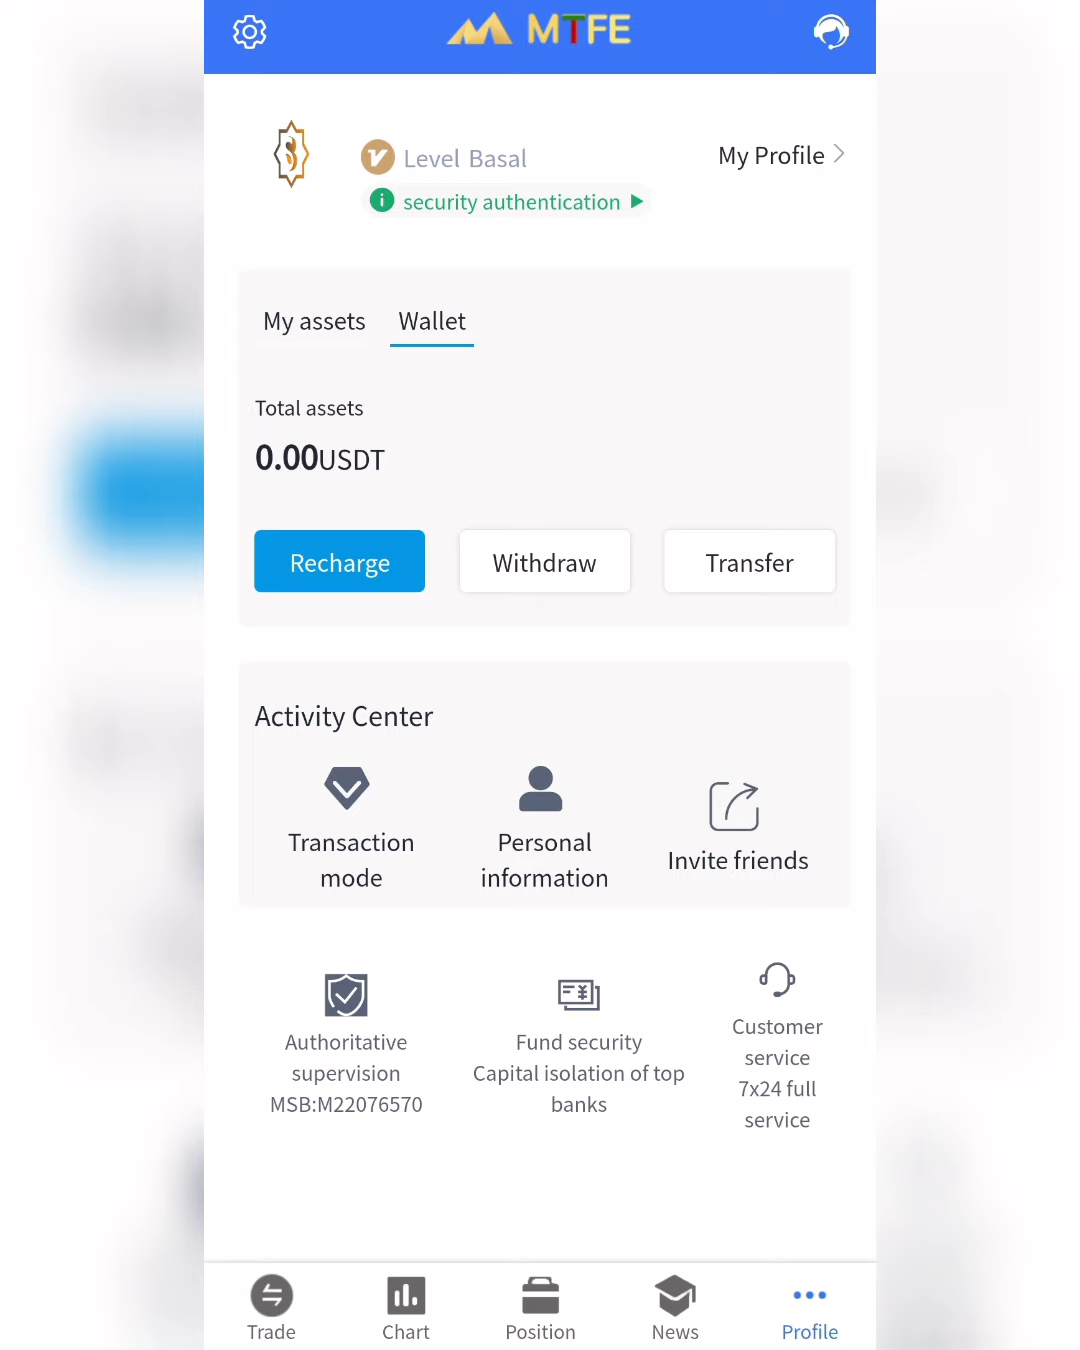 MTFE
Level Basal
My Profile
security authentication
My assets Wallet
Total assets
0.00USDT
Recharge Withdraw Transfer
Activity Center
Transaction
mode
Personal
information
Invite friends
Authoritative
supervision
MSB:M22076570
Fund security
Capital isolation of top
banks
Customer
service
7x24 full
service
Trade Chart Position News Profile